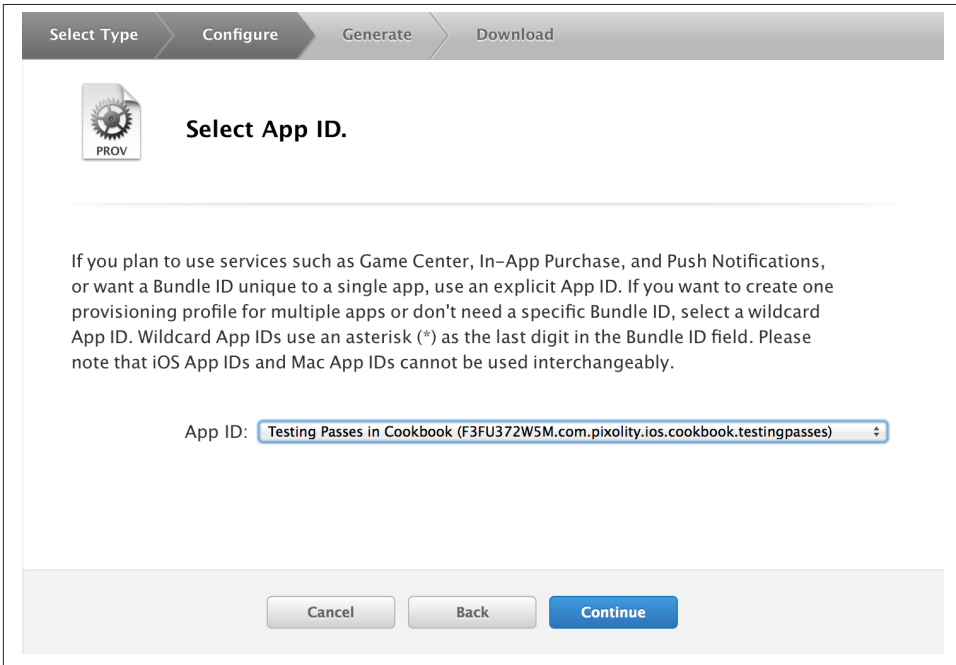 Select Type
Configure
Generate
Download
PROV
Select App ID.
If you plan to use services such as Game Center, In-App Purchase, and Push Notifications,
or want a Bundle ID unique to a single app, use an explicit App ID. If you want to create one
provisioning profile for multiple apps or don't need a specific Bundle ID, select a wildcard
App ID. Wildcard App IDs use an asterisk (*) as the last digit in the Bundle ID field. Please
note that iOS App IDs and Mac App IDs cannot be used interchangeably.
App ID: Testing Passes in Cookbook (F3FU372W5M.com.pixolity.ios.cookbook.testingpasses)
Cancel
Back
Continue